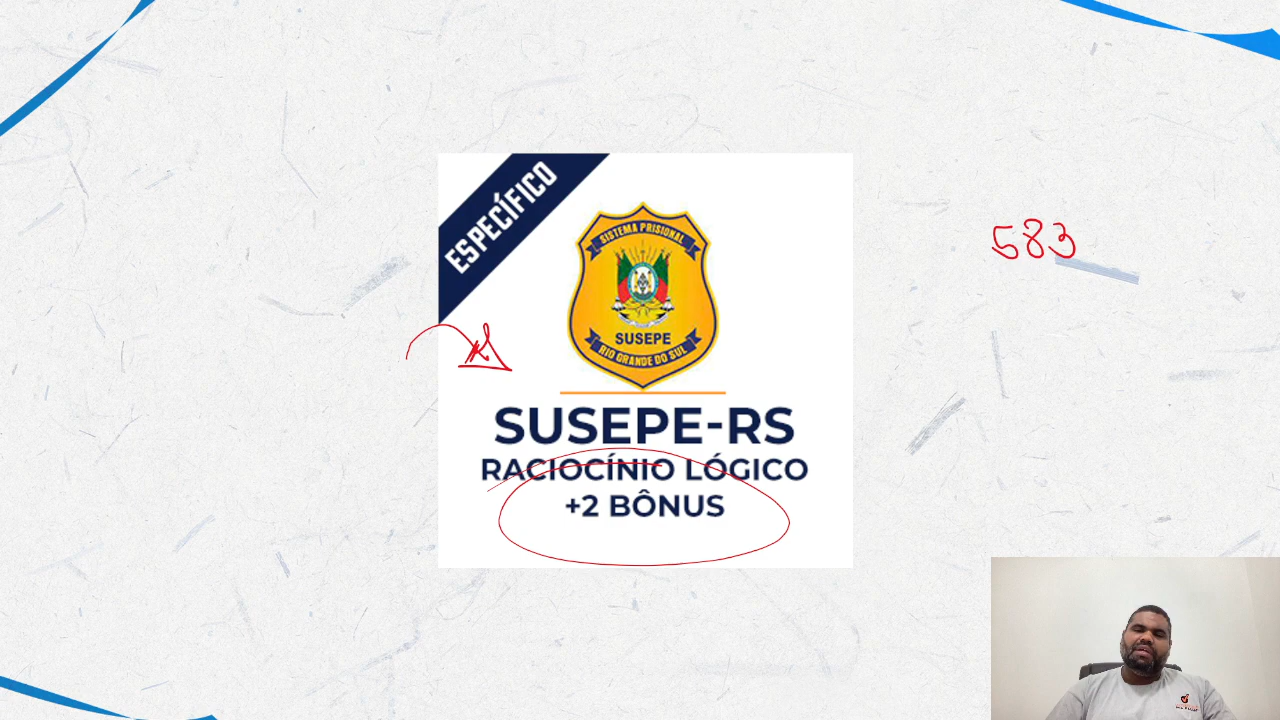 ESPECÍFICO
SISTEMA PRISIONAL
SUSEPE
RIO GRANDE DO SUL
583
SUSEPE-RS
RACIOCÍNIO LÓGICO
+2 BÔNUS